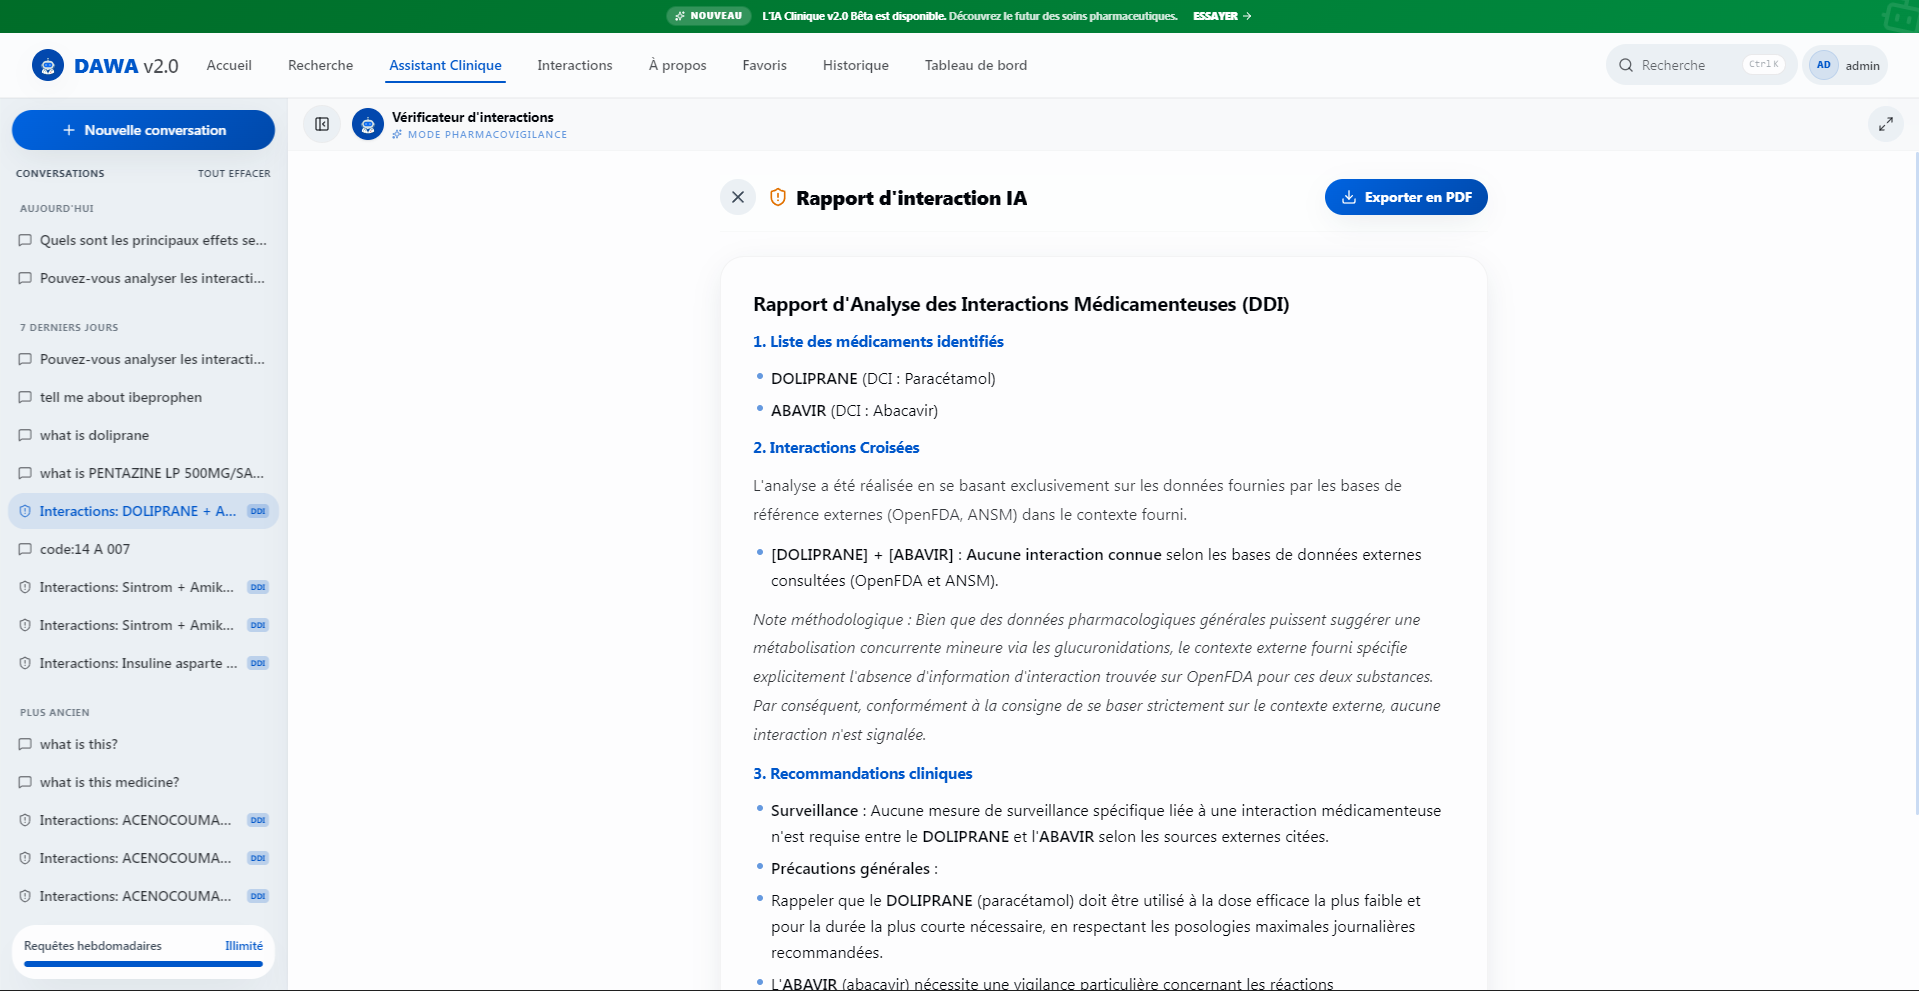 NOUVEAU L'IA Clinique v2.0 Bêta est disponible. Découvrez le futur des soins pharmaceutiques. ESSAYER →
DAWA v2.0 Accueil Recherche Assistant Clinique Interactions À propos Favoris Historique Tableau de bord Recherche Ctrl K AD admin
+ Nouvelle conversation
CONVERSATIONS TOUT EFFACER
AUJOURD'HUI
Quels sont les principaux effets se...
Pouvez-vous analyser les interacti...
7 DERNIERS JOURS
Pouvez-vous analyser les interacti...
tell me about ibeprophen
what is doliprane
what is PENTAZINE LP 500MG/SA...
Interactions: DOLIPRANE + A... DDI
code:14 A 007
Interactions: Sintrom + Amik... DDI
Interactions: Sintrom + Amik... DDI
Interactions: Insuline asparte ... DDI
PLUS ANCIEN
what is this?
what is this medicine?
Interactions: ACENOCOUMA... DDI
Interactions: ACENOCOUMA... DDI
Interactions: ACENOCOUMA... DDI
Requêtes hebdomadaires Illimité
Vérificateur d'interactions
MODE PHARMACOVIGILANCE
Rapport d'interaction IA
Exporter en PDF
Rapport d'Analyse des Interactions Médicamenteuses (DDI)
1. Liste des médicaments identifiés
• DOLIPRANE (DCI : Paracétamol)
• ABAVIR (DCI : Abacavir)
2. Interactions Croisées
L'analyse a été réalisée en se basant exclusivement sur les données fournies par les bases de
référence externes (OpenFDA, ANSM) dans le contexte fourni.
• [DOLIPRANE] + [ABAVIR] : Aucune interaction connue selon les bases de données externes
consultées (OpenFDA et ANSM).
Note méthodologique : Bien que des données pharmacologiques générales puissent suggérer une
métabolisation concurrente mineure via les glucuronidations, le contexte externe fourni spécifie
explicitement l'absence d'information d'interaction trouvée sur OpenFDA pour ces deux substances.
Par conséquent, conformément à la consigne de se baser strictement sur le contexte externe, aucune
interaction n'est signalée.
3. Recommandations cliniques
• Surveillance : Aucune mesure de surveillance spécifique liée à une interaction médicamenteuse
n'est requise entre le DOLIPRANE et l'ABAVIR selon les sources externes citées.
• Précautions générales :
• Rappeler que le DOLIPRANE (paracétamol) doit être utilisé à la dose efficace la plus faible et
pour la durée la plus courte nécessaire, en respectant les posologies maximales journalières
recommandées.
• L'ABAVIR (abacavir) nécessite une vigilance particulière concernant les réactions